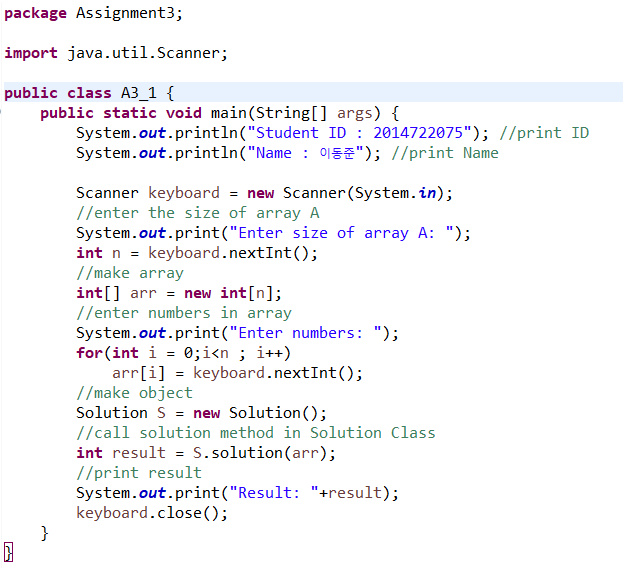 package Assignment3;
import java.util.Scanner;
public class A3_1 {
public static void main(String[] args) {
System.out.println("Student ID : 2014722075"); //print ID
System.out.println("Name : 이동준"); //print Name
Scanner keyboard = new Scanner(System.in);
//enter the size of array A
System.out.print("Enter size of array A: ");
int n = keyboard.nextInt();
//make array
int[] arr = new int[n];
//enter numbers in array
System.out.print("Enter numbers: ");
for(int i = 0;i<n ; i++)
arr[i] = keyboard.nextInt();
//make object
Solution S = new Solution();
//call solution method in Solution Class
int result = S.solution(arr);
//print result
System.out.print("Result: "+result);
keyboard.close();
}
}